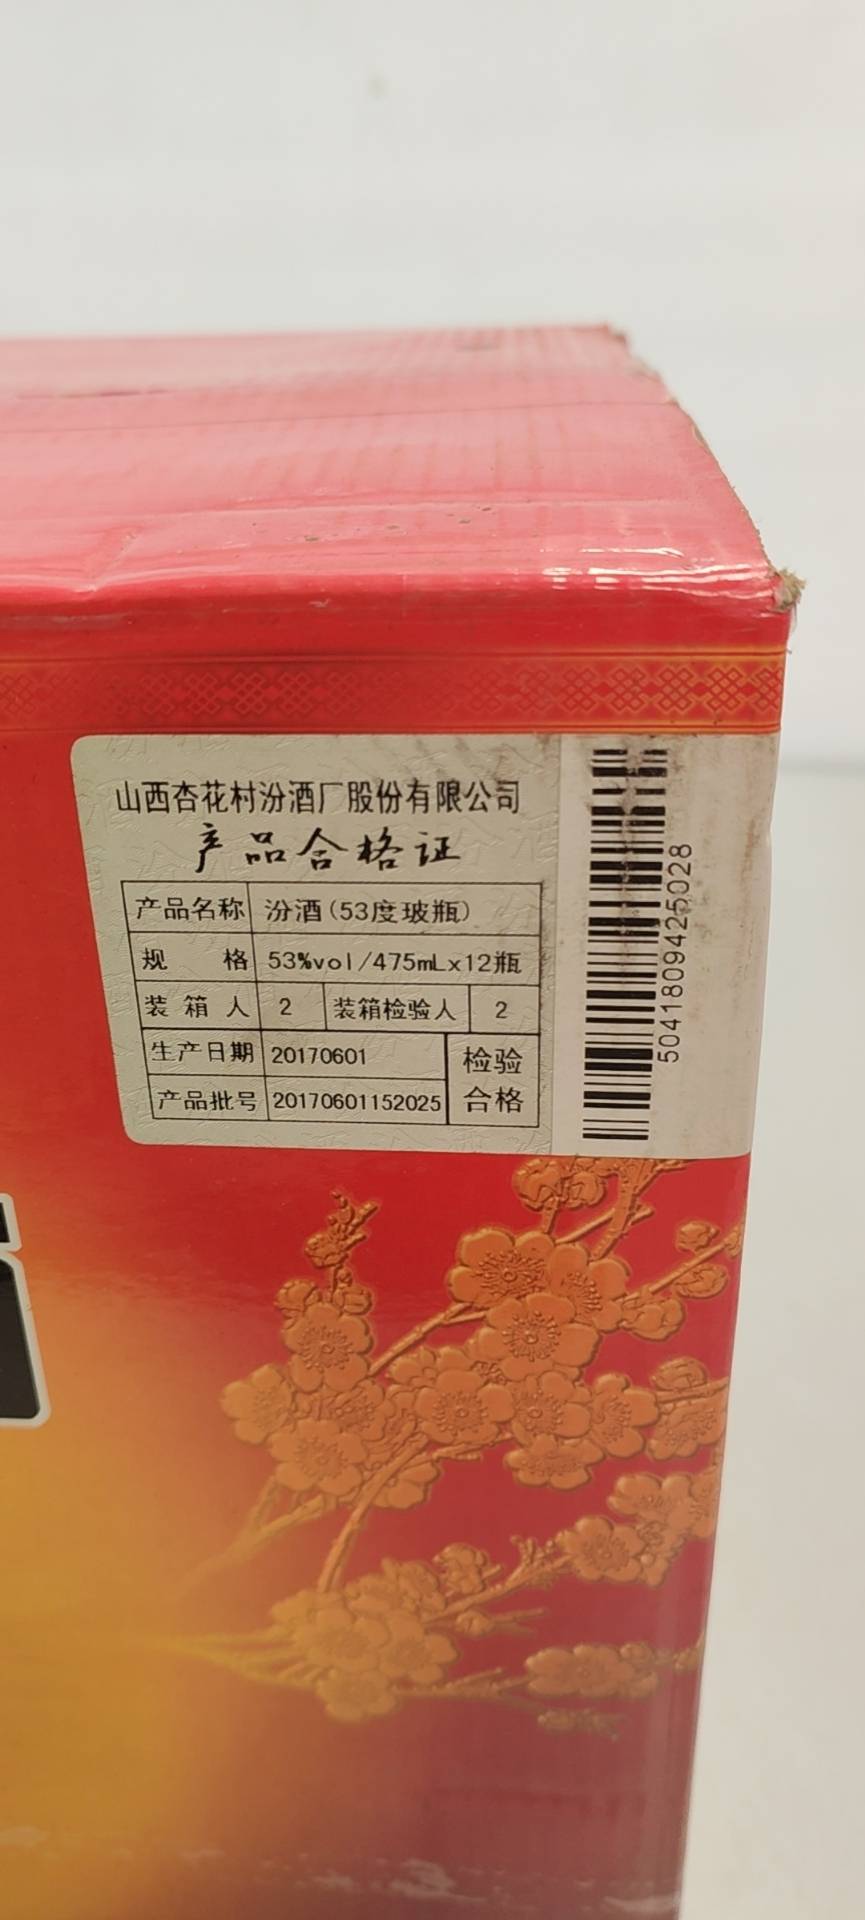 山西杏花村汾酒厂股份有限公司
产品合格证
产品名称 汾酒(53度玻瓶)
规 格 53%vol/475mLx12瓶
装箱人 2 装箱检验人 2
生产日期 20170601 检验
产品批号 20170601152025 合格
5041809425028